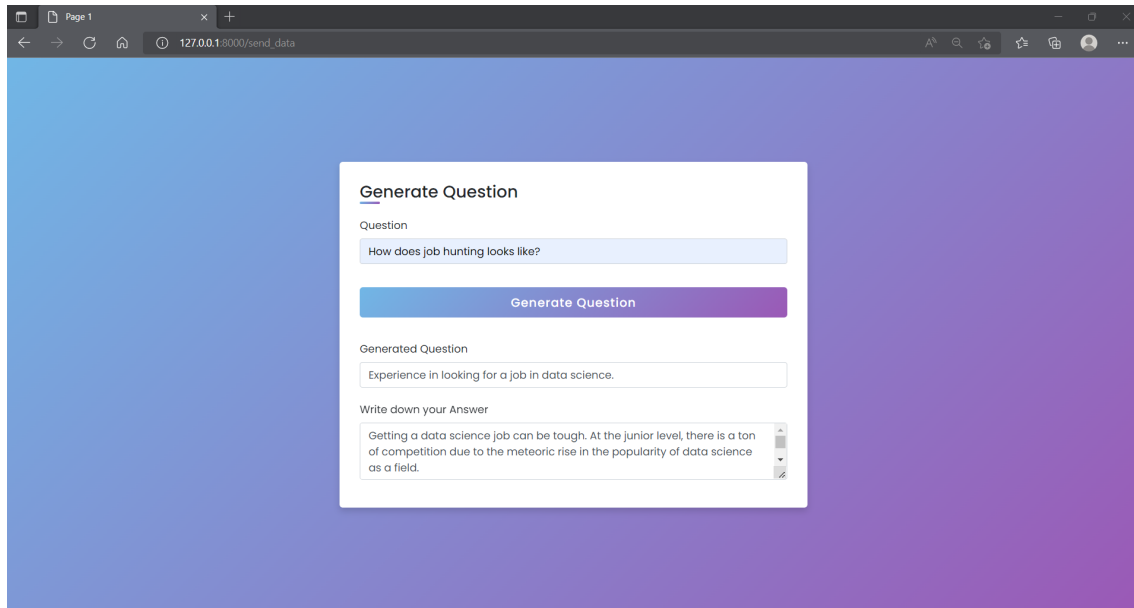 Page 1
127.0.0.1:8000/send_data
Generate Question
Question
How does job hunting looks like?
Generate Question
Generated Question
Experience in looking for a job in data science.
Write down your Answer
Getting a data science job can be tough. At the junior level, there is a ton
of competition due to the meteoric rise in the popularity of data science
as a field.